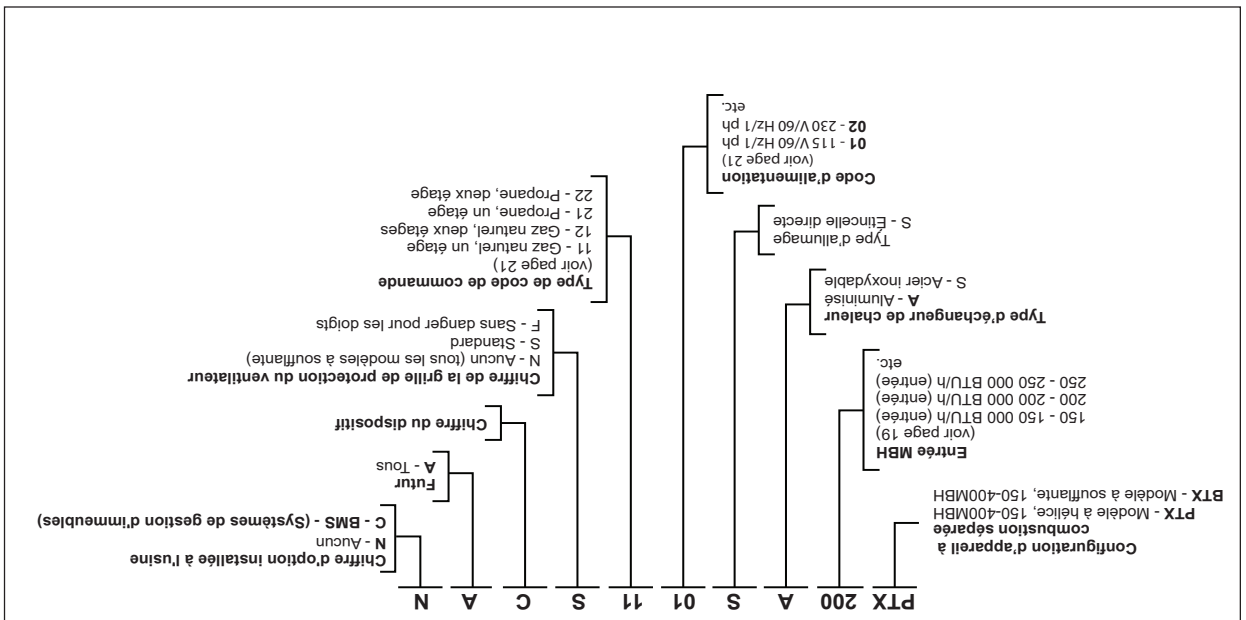 PTX 200 A S 01 11 S C A N
Configuration d'appareil à
combustion séparée
PTX - Modèle à hélice, 150-400MBH
BTX - Modèle à soufflante, 150-400MBH
Entrée MBH
(voir page 19)
150 - 150 000 BTU/h (entrée)
200 - 200 000 BTU/h (entrée)
250 - 250 000 BTU/h (entrée)
etc.
Type d'échangeur de chaleur
A - Aluminisé
S - Acier inoxydable
Type d'allumage
S - Étincelle directe
Code d'alimentation
(voir page 21)
01 - 115 V/60 Hz/1 ph
02 - 230 V/60 Hz/1 ph
etc.
Type de code de commande
(voir page 21)
11 - Gaz naturel, un étage
12 - Gaz naturel, deux étages
21 - Propane, un étage
22 - Propane, deux étage
Chiffre de la grille de protection du ventilateur
N - Aucun (tous les modèles à soufflante)
S - Standard
F - Sans danger pour les doigts
Chiffre du dispositif
Futur
A - Tous
Chiffre d'option installée à l'usine
N - Aucun
C - BMS - (Systèmes de gestion d'immeubles)